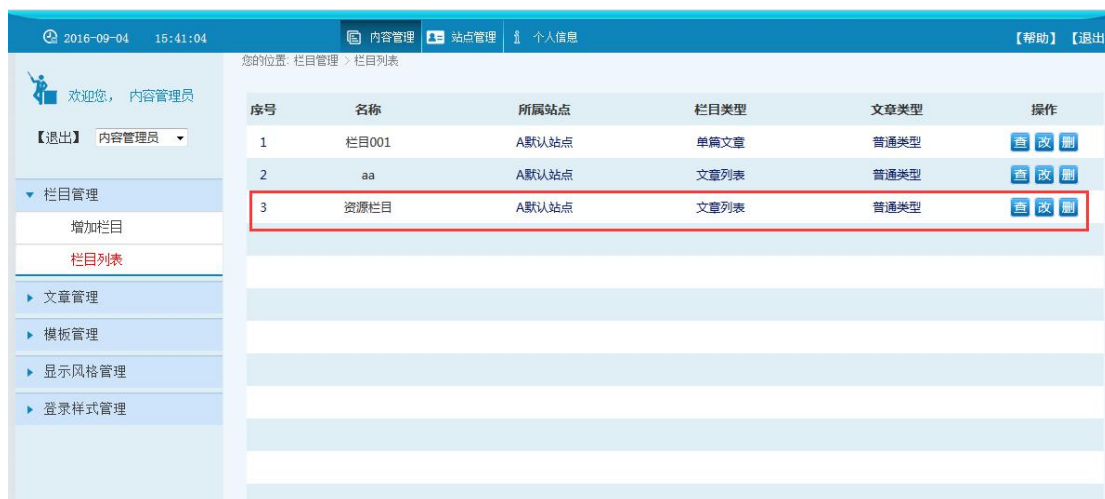 2016-09-04 15:41:04 内容管理 站点管理 个人信息 【帮助】 【退出
您的位置: 栏目管理 > 栏目列表
欢迎您， 内容管理员
【退出】 内容管理员
栏目管理
增加栏目
栏目列表
文章管理
模板管理
显示风格管理
登录样式管理
序号 名称 所属站点 栏目类型 文章类型 操作
1 栏目001 A默认站点 单篇文章 普通类型 查 改 删
2 aa A默认站点 文章列表 普通类型 查 改 删
3 资源栏目 A默认站点 文章列表 普通类型 查 改 删